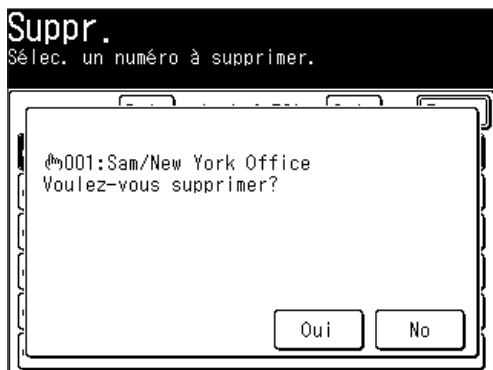 Suppr.
Sélec. un numéro à supprimer.
001:Sam/New York Office
Voulez-vous supprimer?
Oui
No